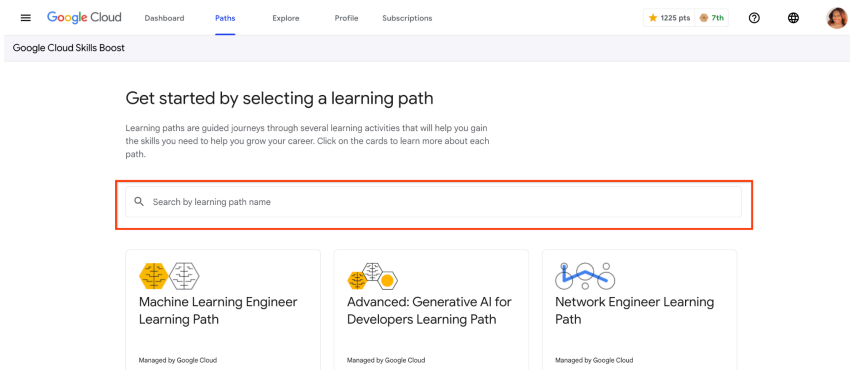 Google Cloud Dashboard Paths Explore Profile Subscriptions 1225 pts 7th
Google Cloud Skills Boost
Get started by selecting a learning path
Learning paths are guided journeys through several learning activities that will help you gain
the skills you need to help you grow your career. Click on the cards to learn more about each
path.
Search by learning path name
Machine Learning Engineer
Learning Path
Managed by Google Cloud
Advanced: Generative AI for
Developers Learning Path
Managed by Google Cloud
Network Engineer Learning
Path
Managed by Google Cloud